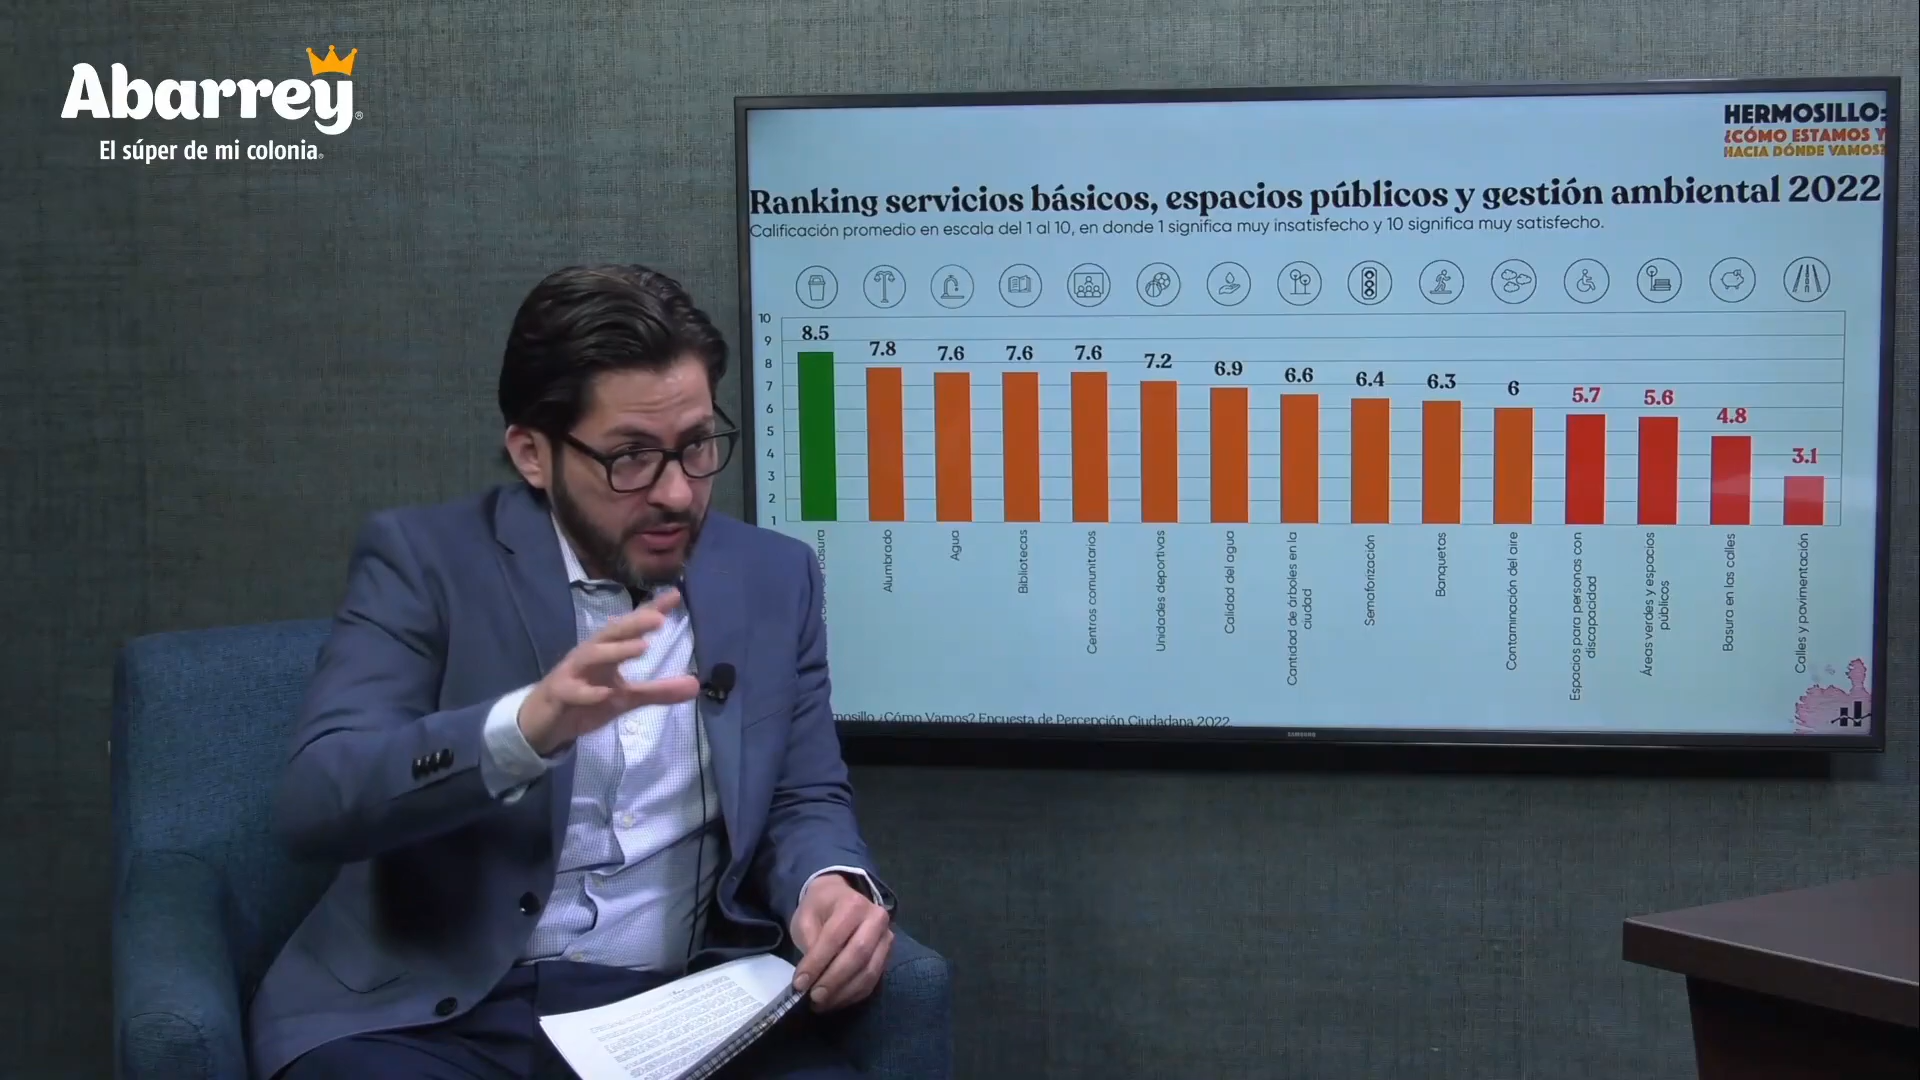 Abarrey
El súper de mi colonia
HERMOSILLO:
¿CÓMO ESTAMOS Y
HACIA DÓNDE VAMOS?
Ranking servicios básicos, espacios públicos y gestión ambiental 2022
Calificación promedio en escala del 1 al 10, en donde 1 significa muy insatisfecho y 10 significa muy satisfecho.
10
9
8
7
6
5
4
3
2
1
8.5
7.8
7.6
7.6
7.6
7.2
6.9
6.6
6.4
6.3
6
5.7
5.6
4.8
3.1
basura
Alumbrado
Agua
Bibliotecas
Centros comunitarios
Unidades deportivas
Calidad del agua
Cantidad de árboles en la
ciudad
Semaforización
Banquetas
Contaminación del aire
Espacios para personas con
discapacidad
Áreas verdes y espacios
públicos
Basura en las calles
Calles y pavimentación
mosillo ¿Cómo Vamos? Encuesta de Percepción Ciudadana 2022
SAMSUNG